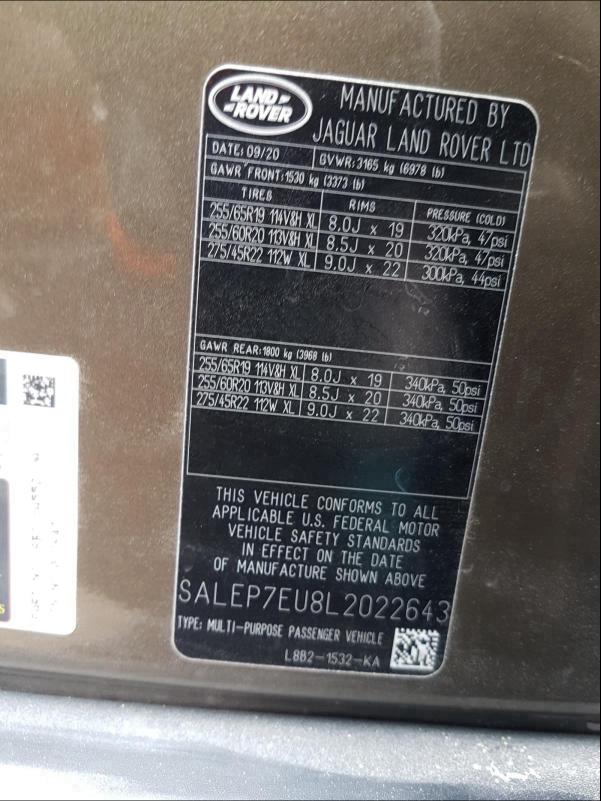 LAND ROVER
MANUFACTURED BY
JAGUAR LAND ROVER LTD
DATE: 09/20 GVWR: 3165 kg (6978 lb)
GAWR FRONT: 1530 kg (3373 lb)
TIRES RIMS PRESSURE (COLD)
255/65R19 114V&H XL 8.0J x 19 320kPa, 47psi
255/60R20 113V&H XL 8.5J x 20 320kPa, 47psi
275/45R22 112W XL 9.0J x 22 300kPa, 44psi
GAWR REAR: 1800 kg (3968 lb)
255/65R19 114V&H XL 8.0J x 19 340kPa, 50psi
255/60R20 113V&H XL 8.5J x 20 340kPa, 50psi
275/45R22 112W XL 9.0J x 22 340kPa, 50psi
THIS VEHICLE CONFORMS TO ALL
APPLICABLE U.S. FEDERAL MOTOR
VEHICLE SAFETY STANDARDS
IN EFFECT ON THE DATE
OF MANUFACTURE SHOWN ABOVE
SALEP7EU8L2022643
TYPE: MULTI-PURPOSE PASSENGER VEHICLE
L8B2-1532-KA